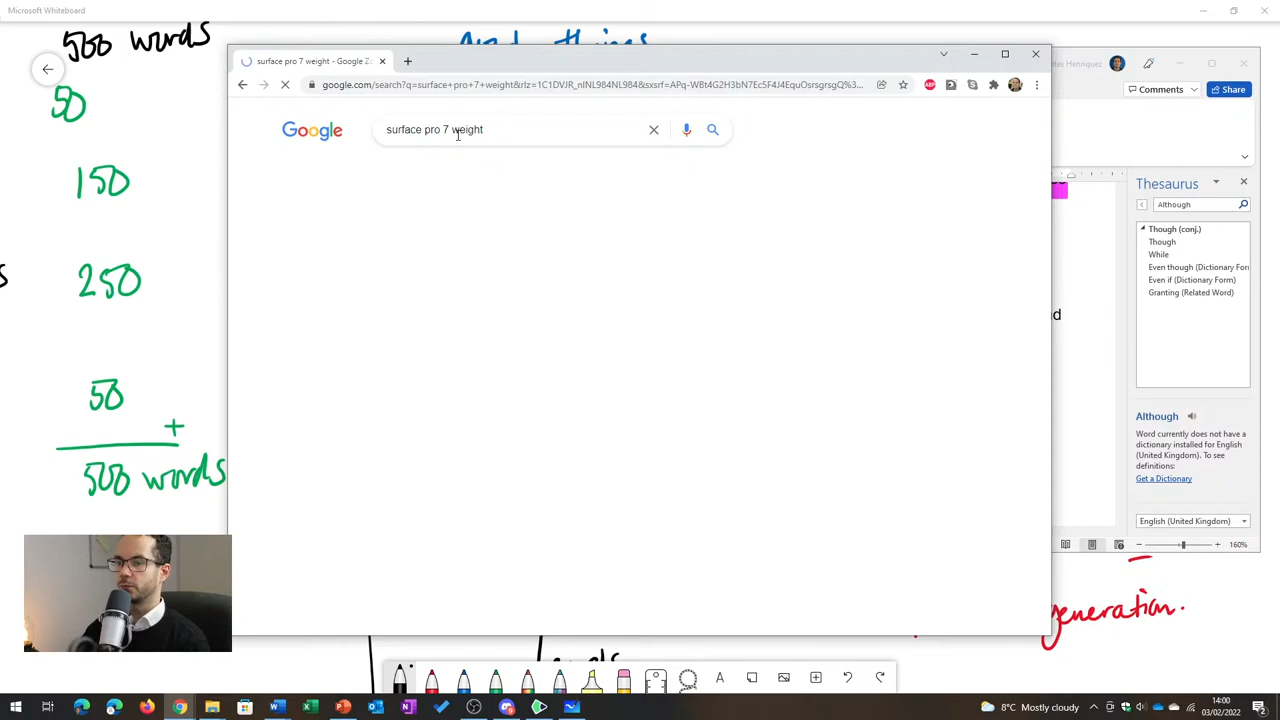 Microsoft Whiteboard
500 words
50
150
250
50
+
500 words
surface pro 7 weight - Google Zo
google.com/search?q=surface+pro+7+weight&rlz=1C1DVJR_nlNL984NL984&sxsrf=APq-WBt4G2H3bN7Ec5F4J4EquOsrsgrsgQ%3...
Google
surface pro 7 weight
Henriquez
Comments
Share
Thesaurus
Although
Though (conj.)
Though
While
Even though (Dictionary For
Even if (Dictionary Form)
Granting (Related Word)
d
Although
Word currently does not have a
dictionary installed for English
(United Kingdom). To see
definitions:
Get a Dictionary
English (United Kingdom)
160%
generation.
8°C Mostly cloudy
14:00
03/02/2022